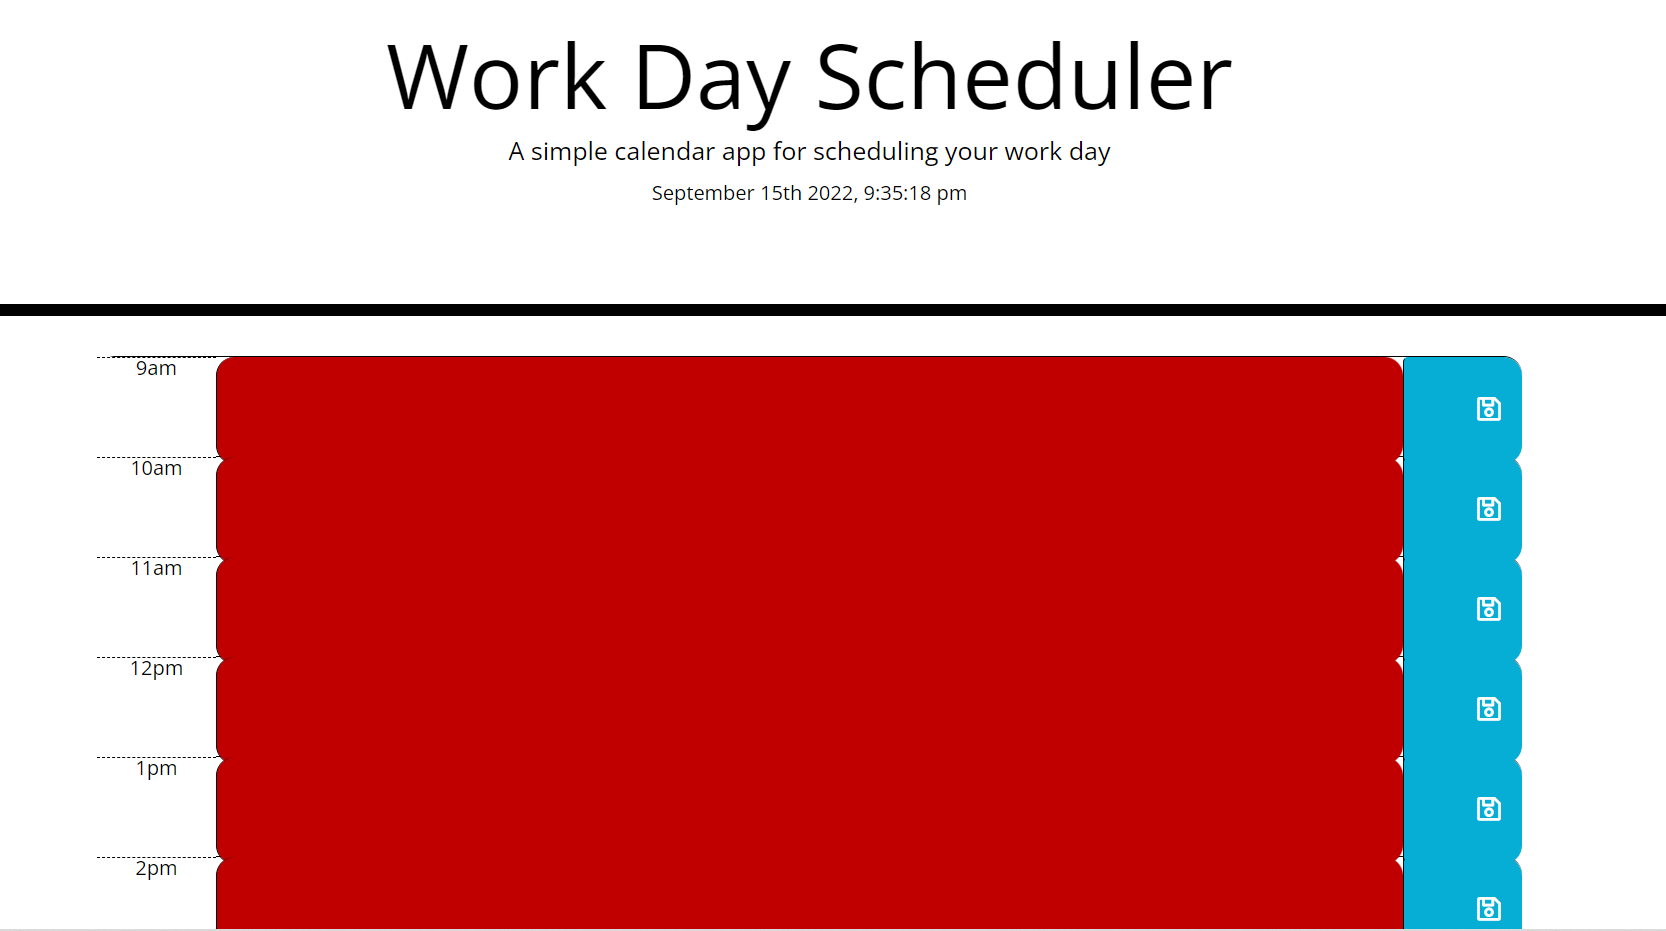 Work Day Scheduler
A simple calendar app for scheduling your work day
September 15th 2022, 9:35:18 pm
9am
10am
11am
12pm
1pm
2pm